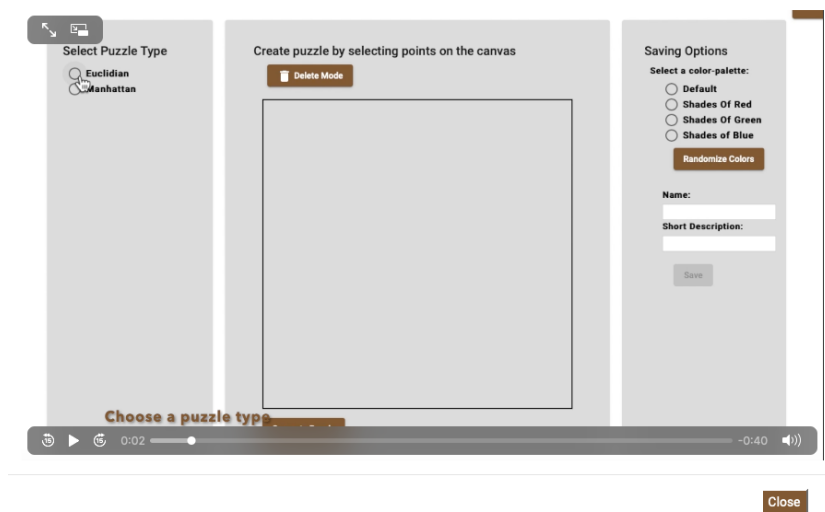 Select Puzzle Type
Euclidian
Manhattan
Create puzzle by selecting points on the canvas
Delete Mode
Saving Options
Select a color-palette:
Default
Shades Of Red
Shades Of Green
Shades of Blue
Randomize Colors
Name:
Short Description:
Save
Choose a puzzle type
15
15
0:02
-0:40
Close